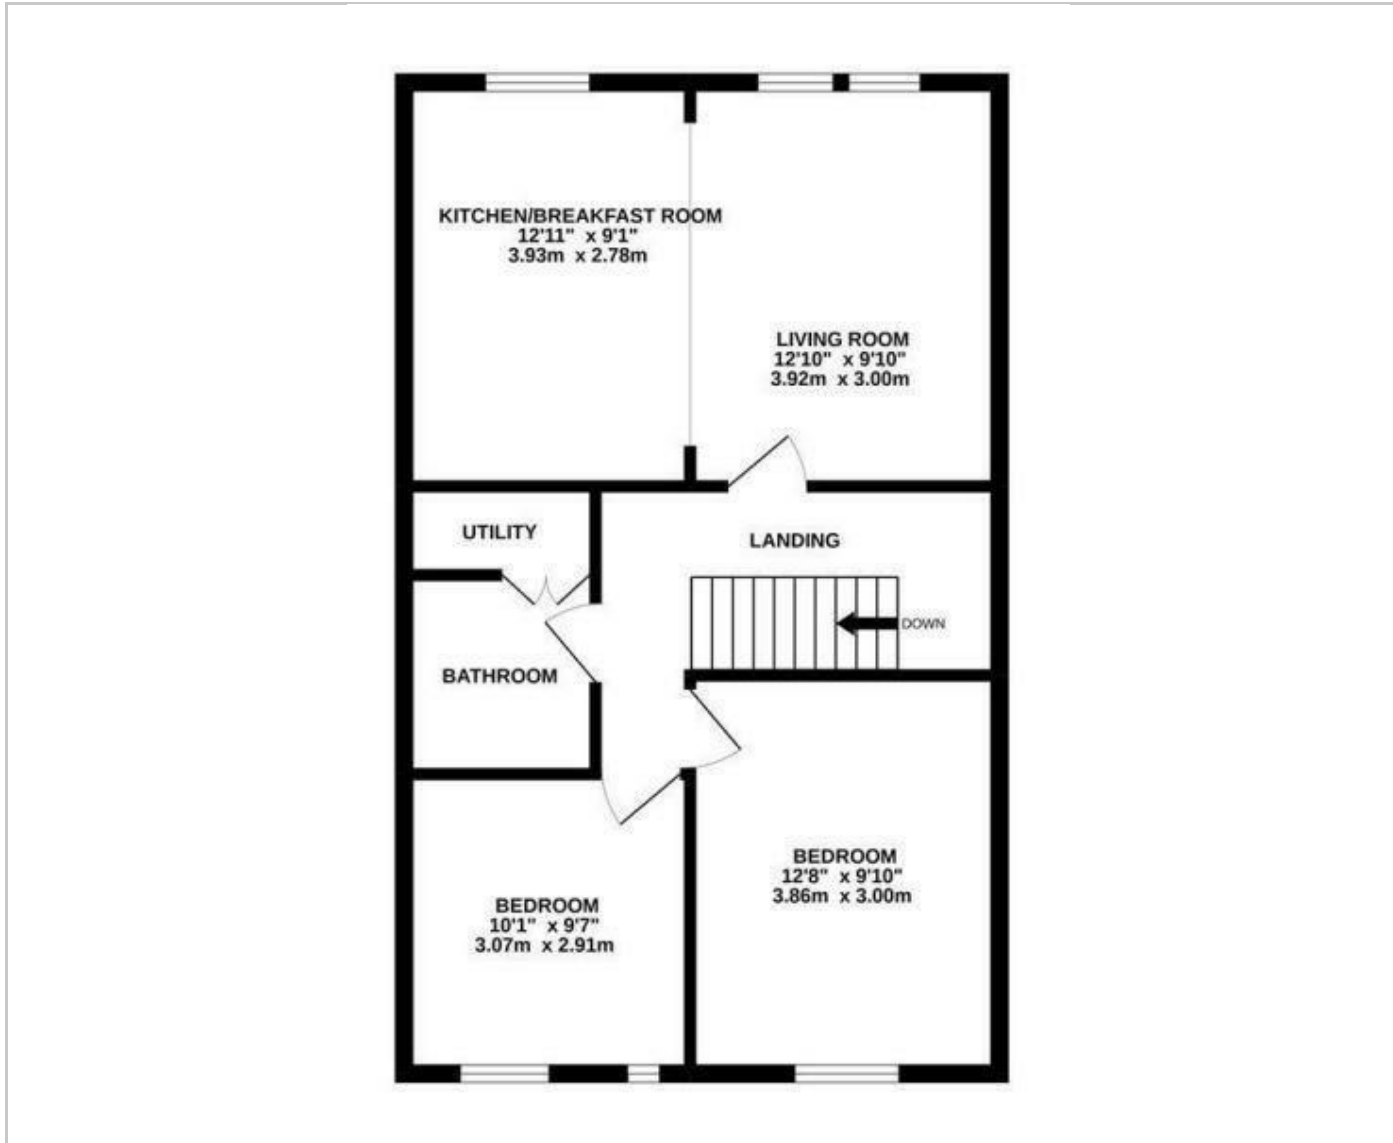 KITCHEN/BREAKFAST ROOM
12'11" x 9'1"
3.93m x 2.78m
LIVING ROOM
12'10" x 9'10"
3.92m x 3.00m
UTILITY
LANDING
DOWN
BATHROOM
BEDROOM
12'8" x 9'10"
3.86m x 3.00m
BEDROOM
10'1" x 9'7"
3.07m x 2.91m